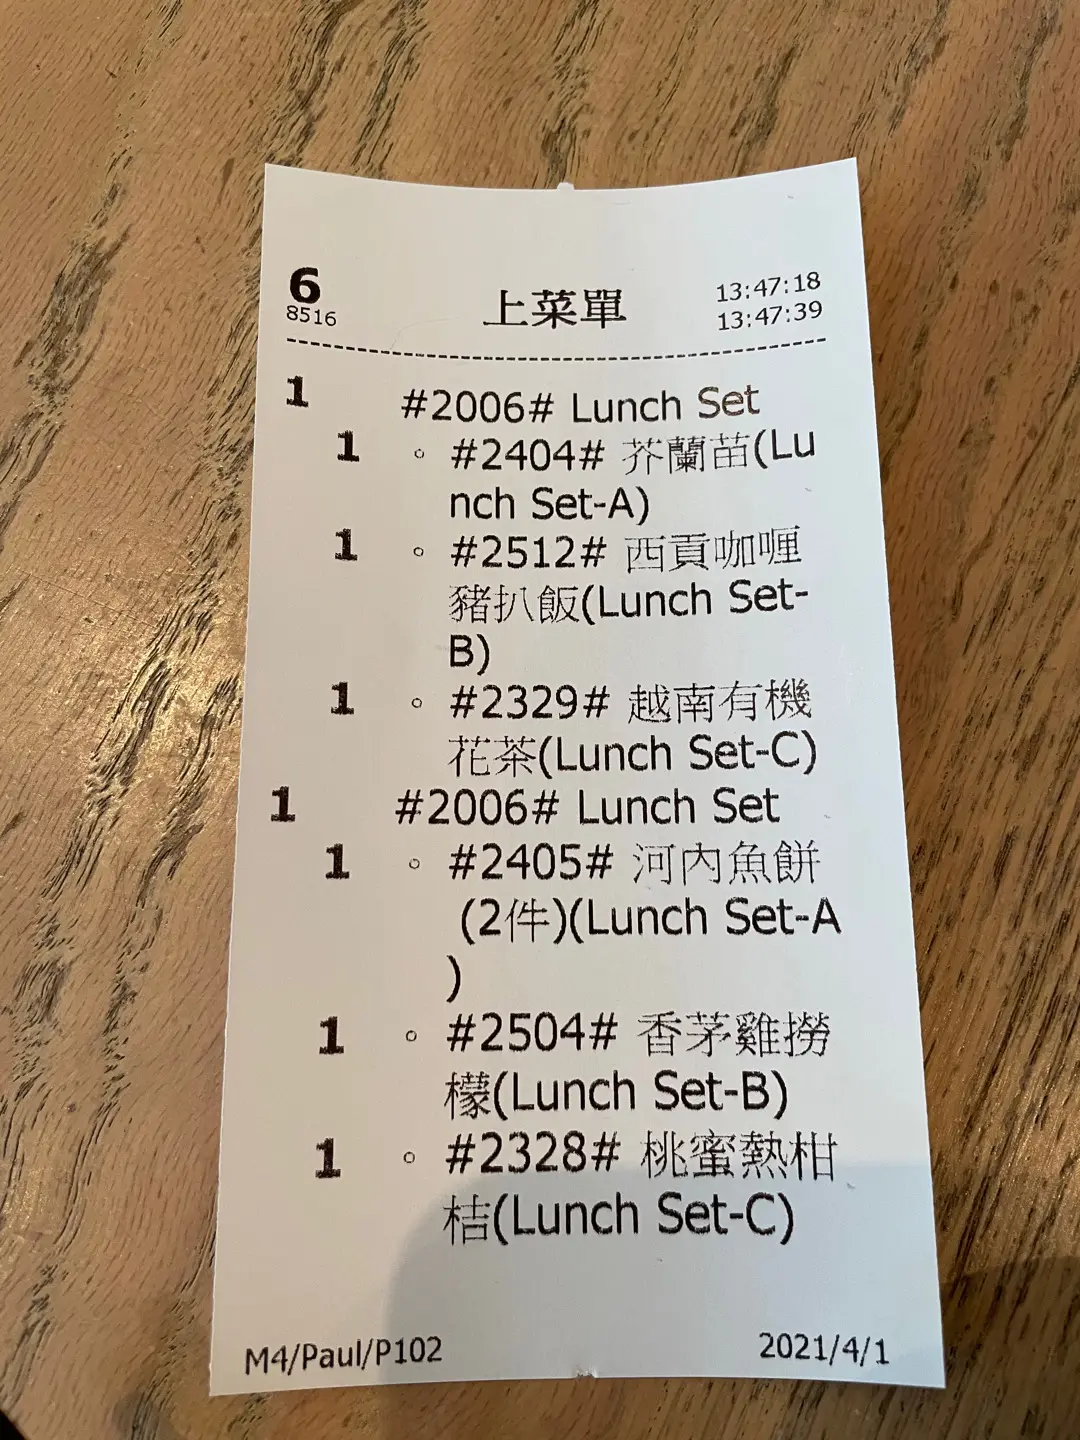 6 上菜單 13:47:18
8516 13:47:39
1 #2006# Lunch Set
1 。 #2404# 芥蘭苗(Lu
nch Set-A)
1 。 #2512# 西貢咖喱
豬扒飯(Lunch Set-
B)
1 。 #2329# 越南有機
花茶(Lunch Set-C)
1 #2006# Lunch Set
1 。 #2405# 河內魚餅
(2件)(Lunch Set-A
)
1 。 #2504# 香茅雞撈
檬(Lunch Set-B)
1 。 #2328# 桃蜜熱柑
桔(Lunch Set-C)
M4/Paul/P102 2021/4/1